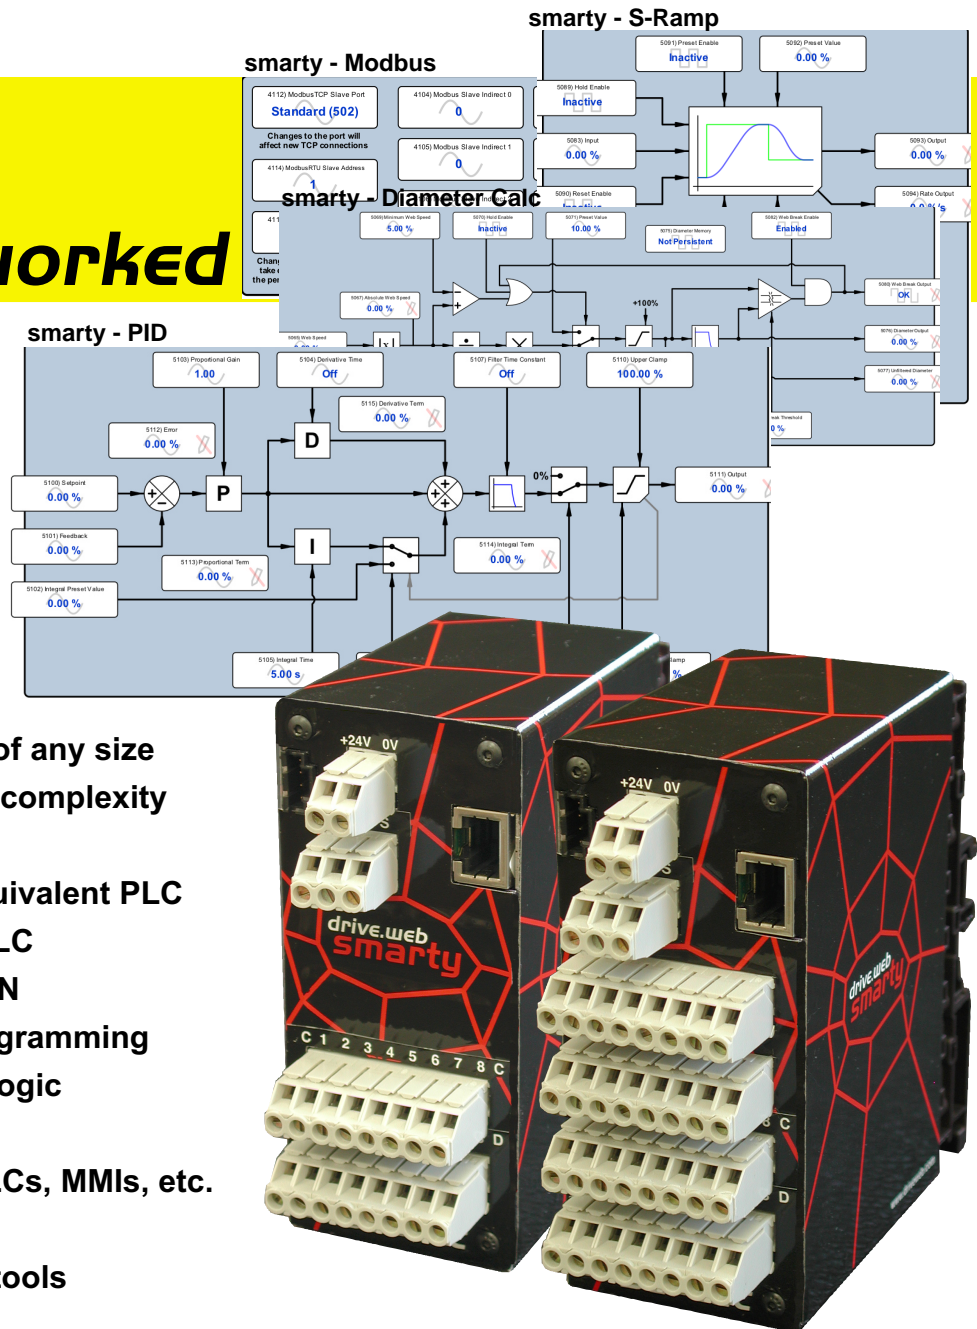 smarty - S-Ramp
5091) Preset Enable
Inactive
5092) Preset Value
0.00 %
5089) Hold Enable
Inactive
5083) Input
0.00 %
5090) Reset Enable
5093) Output
0.00 %
5094) Rate Output
smarty - Modbus
4112) ModbusTCP Slave Port
Standard (502)
Changes to the port will
affect new TCP connections
4104) Modbus Slave Indirect 0
0
4105) Modbus Slave Indirect 1
0
4114) ModbusRTU Slave Address
1
smarty - Diameter Calc
5069) Minimum Web Speed
5.00 %
5070) Hold Enable
Inactive
5071) Preset Value
10.00 %
5075) Diameter Memory
Not Persistent
5082) Web Break Enable
Enabled
5067) Absolute Web Speed
0.00 %
+100%
5080) Web Break Output
OK
5065) Web Speed
|x|
÷
×
5076) Diameter Output
0.00 %
5077) Unfiltered Diameter
0.00 %
eak Threshold
worked
smarty - PID
5103) Proportional Gain
1.00
5104) Derivative Time
Off
5107) Filter Time Constant
Off
5110) Upper Clamp
100.00 %
5115) Derivative Term
0.00 %
5112) Error
0.00 %
D
5100) Setpoint
0.00 %
P
0%
5111) Output
0.00 %
5101) Feedback
0.00 %
I
5114) Integral Term
0.00 %
5113) Proportional Term
0.00 %
5102) Integral Preset Value
0.00 %
5105) Integral Time
5.00 s
lamp
%
of any size
complexity
uivalent PLC
LC
N
gramming
ogic
LCs, MMIs, etc.
tools
+24V 0V
S
drive.web
smarty
C 1 2 3 4 5 6 7 8 C
D
+24V 0V
S
drive.web
smarty
8 C
D